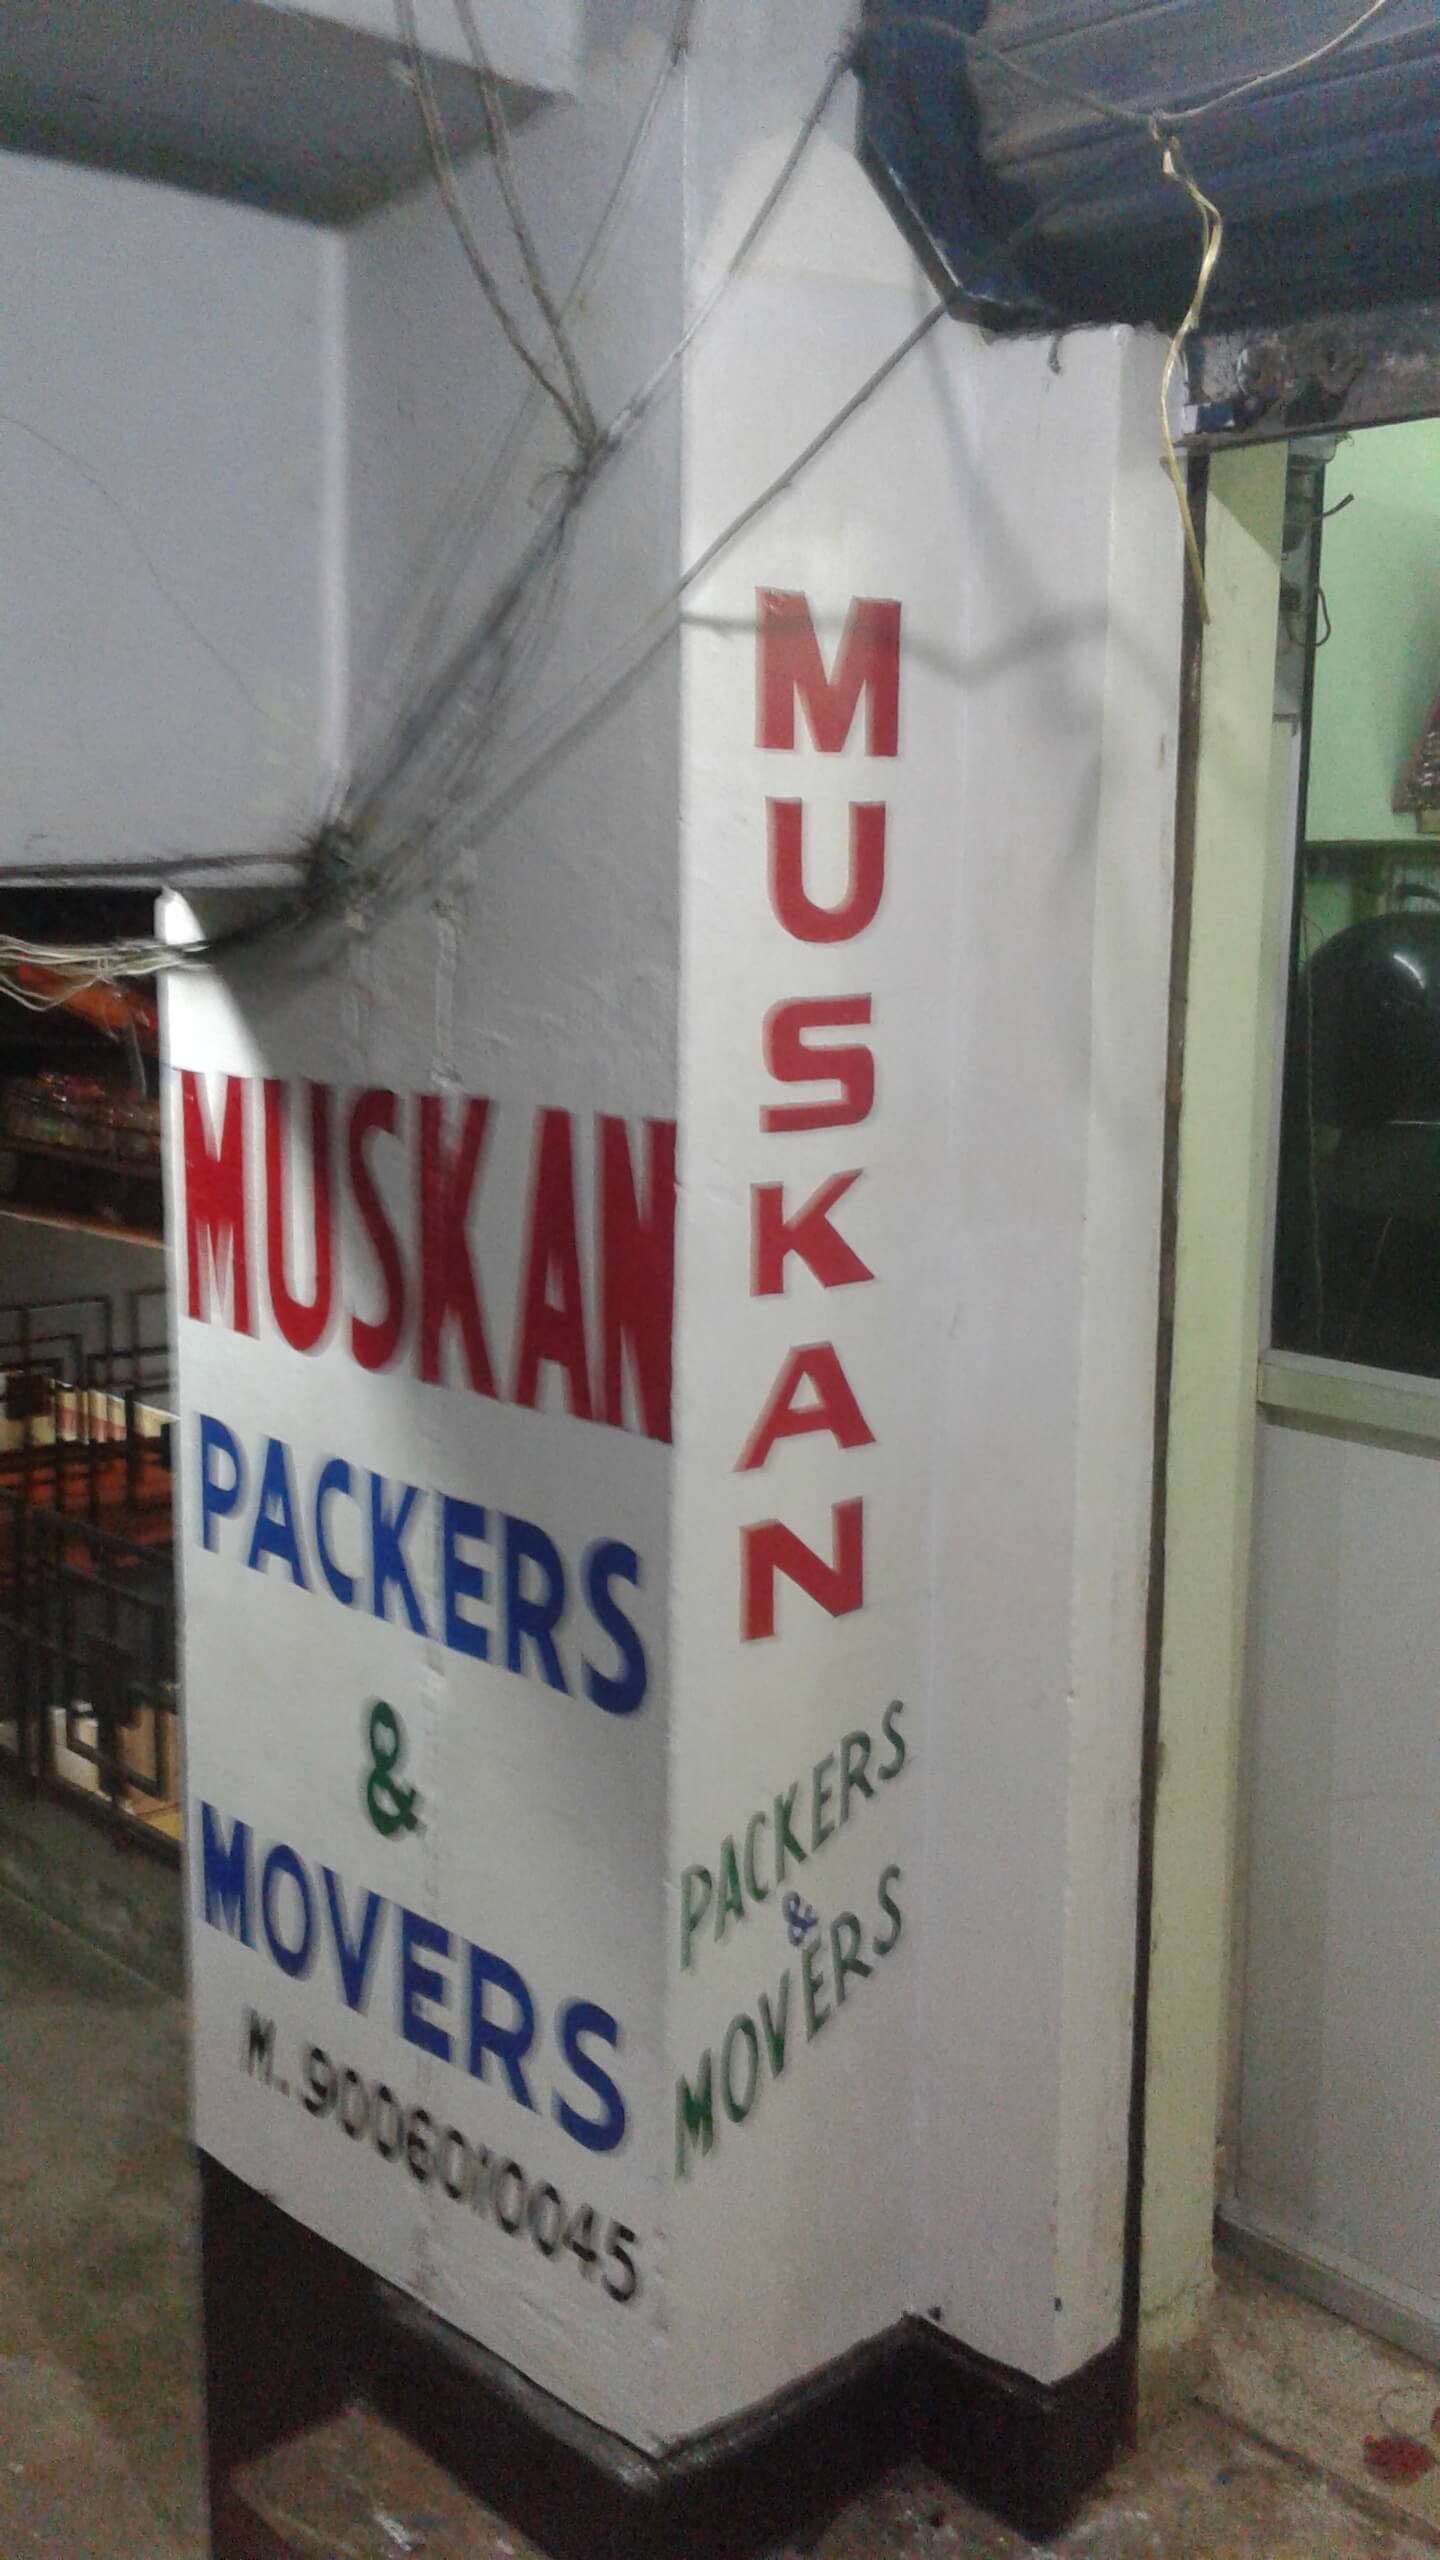 MUSKAN
PACKERS
&
MOVERS
M. 9006010045
MUSKAN
PACKERS
&
MOVERS